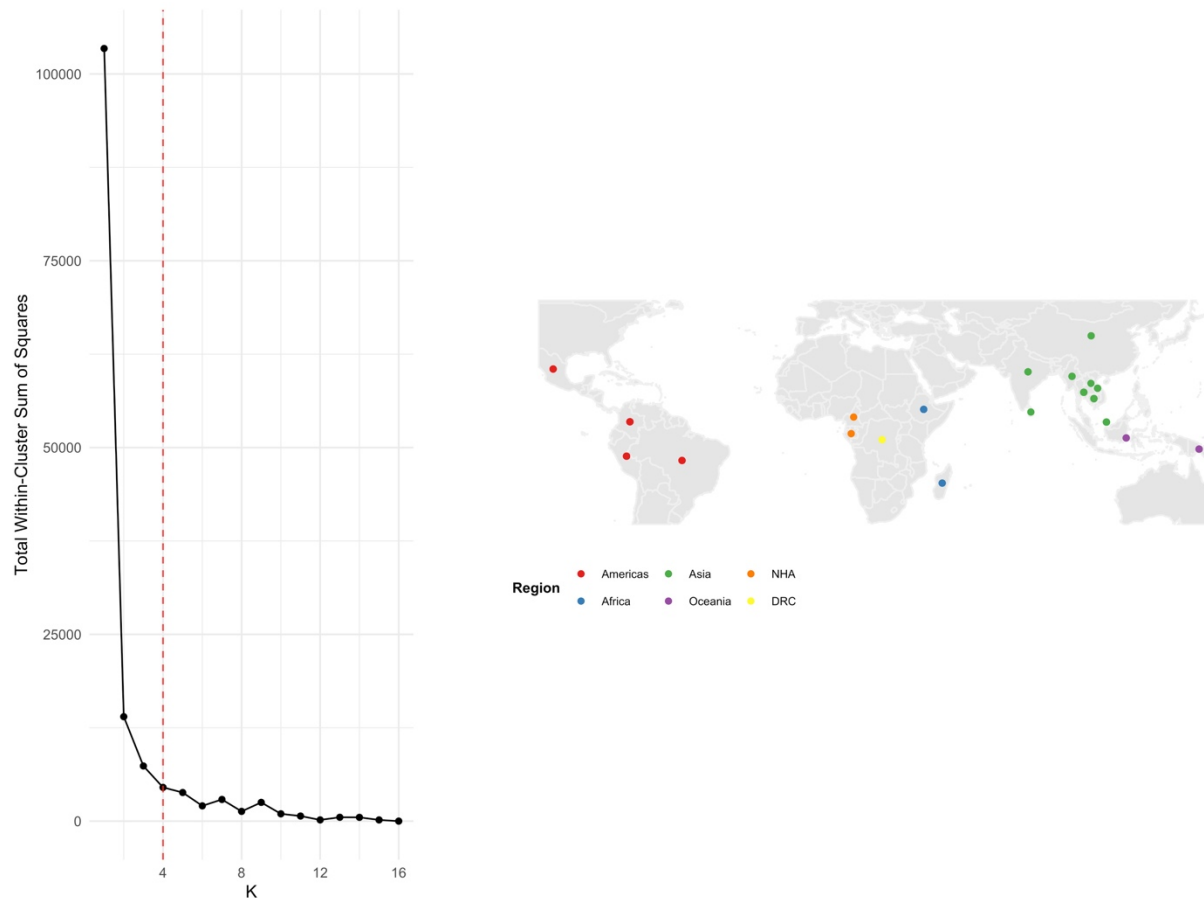 100000
75000
50000
25000
0
Total Within-Cluster Sum of Squares
4 8 12 16
K
Region
Americas Asia NHA
Africa Oceania DRC